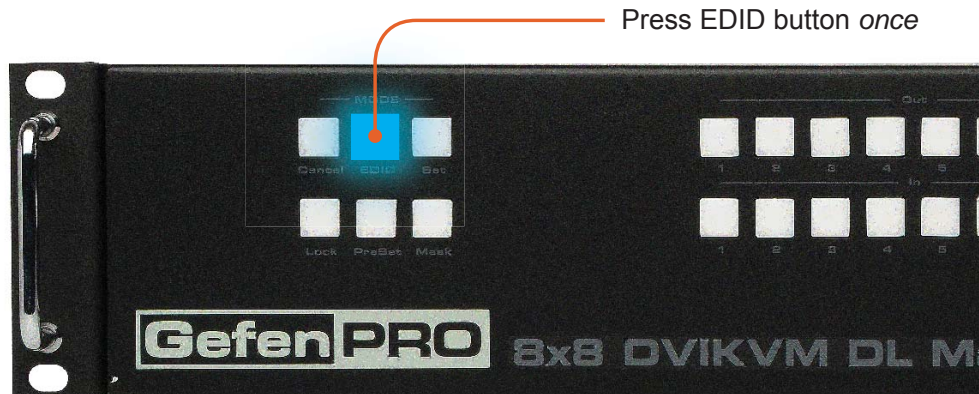 Press EDID button once
MODE
Out
Cancel EDID Set
1 2 3 4 5
In
Lock PreSet Mask
1 2 3 4 5
GefenPRO
8x8 DVIKVM DL M